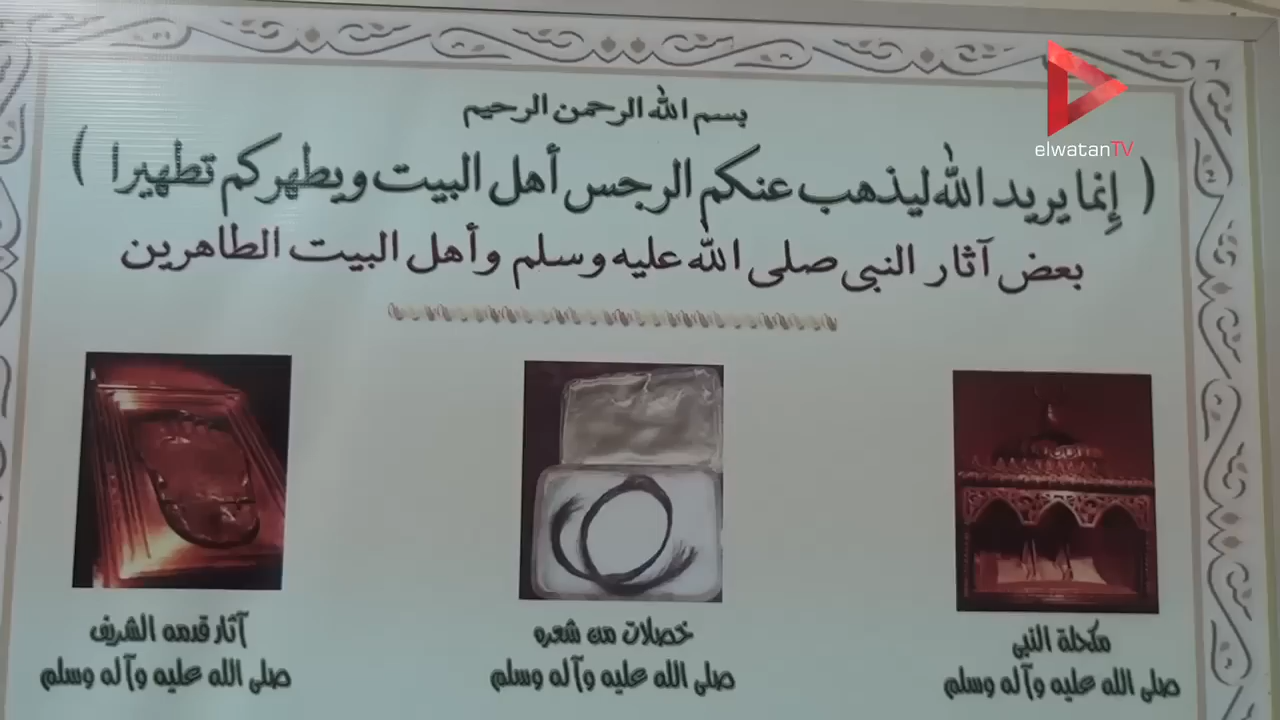 بسم الله الرحمن الرحيم
( إنما يريد الله ليذهب عنكم الرجس أهل البيت ويطهركم تطهيرا )
بعض آثار النبى صلى الله عليه وسلم وأهل البيت الطاهرين
مكحلة النبى
صلى الله عليه وآله وسلم
خصلات من شعره
صلى الله عليه وآله وسلم
آثار قدمه الشريف
صلى الله عليه وآله وسلم
elwatanTV